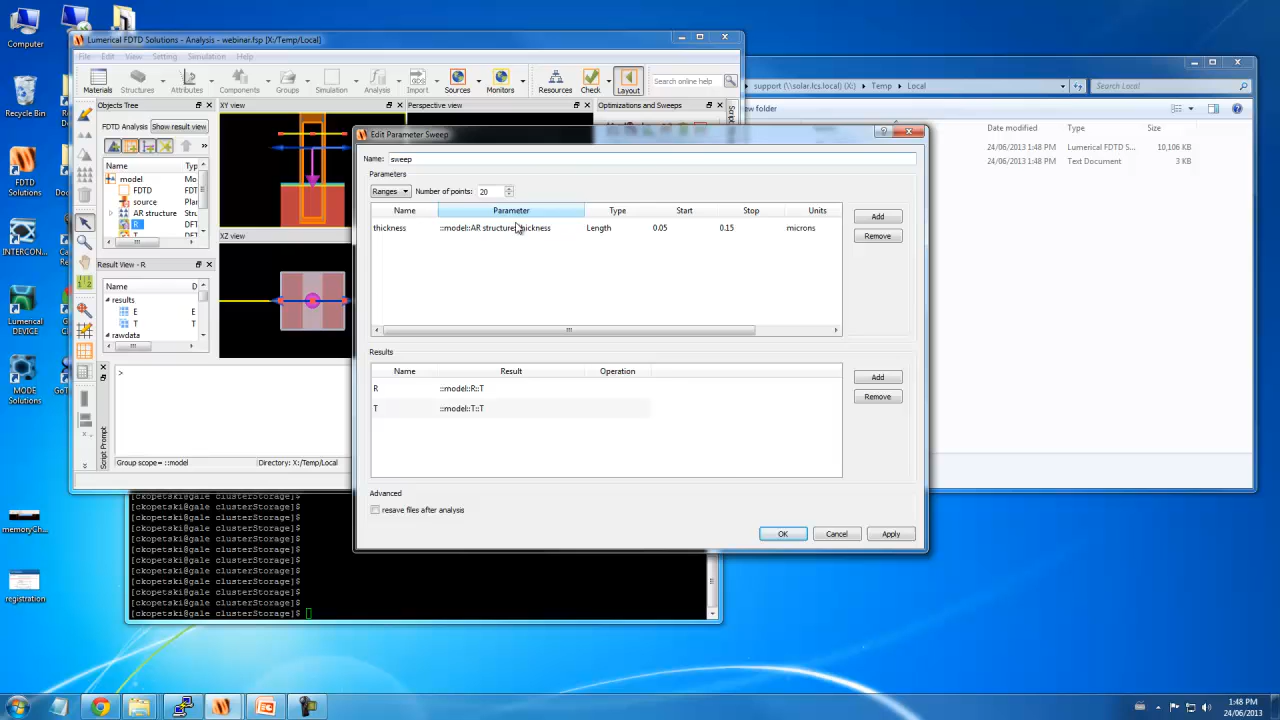 Computer
Recycle Bin
FDTD
Solutions
INTERCON...
Lumerical
DEVICE
MODE
Solutions
memoryCh...
registration
Lumerical FDTD Solutions - Analysis - webinar.fsp [X:/Temp/Local]
File Edit View Setting Simulation Help
Materials Structures Attributes Components Groups Simulation Analysis Import Sources Monitors Resources Check Layout
Search online help
Objects Tree
XY view
Perspective view
Optimizations and Sweeps
FDTD Analysis Show result view
Name Typ
model Mo
FDTD FDT
source Plar
AR structure Stru
R DFT
Result View - R
XZ view
Name D
results
E E
T T
rawdata
>
Script Prompt
Group scope= ::model Directory: X:/Temp/Local
Edit Parameter Sweep
Name: sweep
Parameters
Ranges Number of points: 20
Name Parameter Type Start Stop Units
thickness ::model::AR structure::thickness Length 0.05 0.15 microns
Add
Remove
Results
Name Result Operation
R ::model::R::T
T ::model::T::T
Add
Remove
Advanced
resave files after analysis
OK Cancel Apply
support (\\solar.lcs.local) (X:) Temp Local
Search Local
ew folder
Date modified Type Size
24/06/2013 1:48 PM Lumerical FDTD S... 10,106 KB
24/06/2013 1:48 PM Text Document 3 KB
[ckopetski@gale clusterStorage]$
[ckopetski@gale clusterStorage]$
[ckopetski@gale clusterStorage]$
[ckopetski@gale clusterStorage]$
[ckopetski@gale clusterStorage]$
[ckopetski@gale clusterStorage]$
[ckopetski@gale clusterStorage]$
[ckopetski@gale clusterStorage]$
[ckopetski@gale clusterStorage]$
[ckopetski@gale clusterStorage]$
[ckopetski@gale clusterStorage]$
[ckopetski@gale clusterStorage]$
1:48 PM
24/06/2013